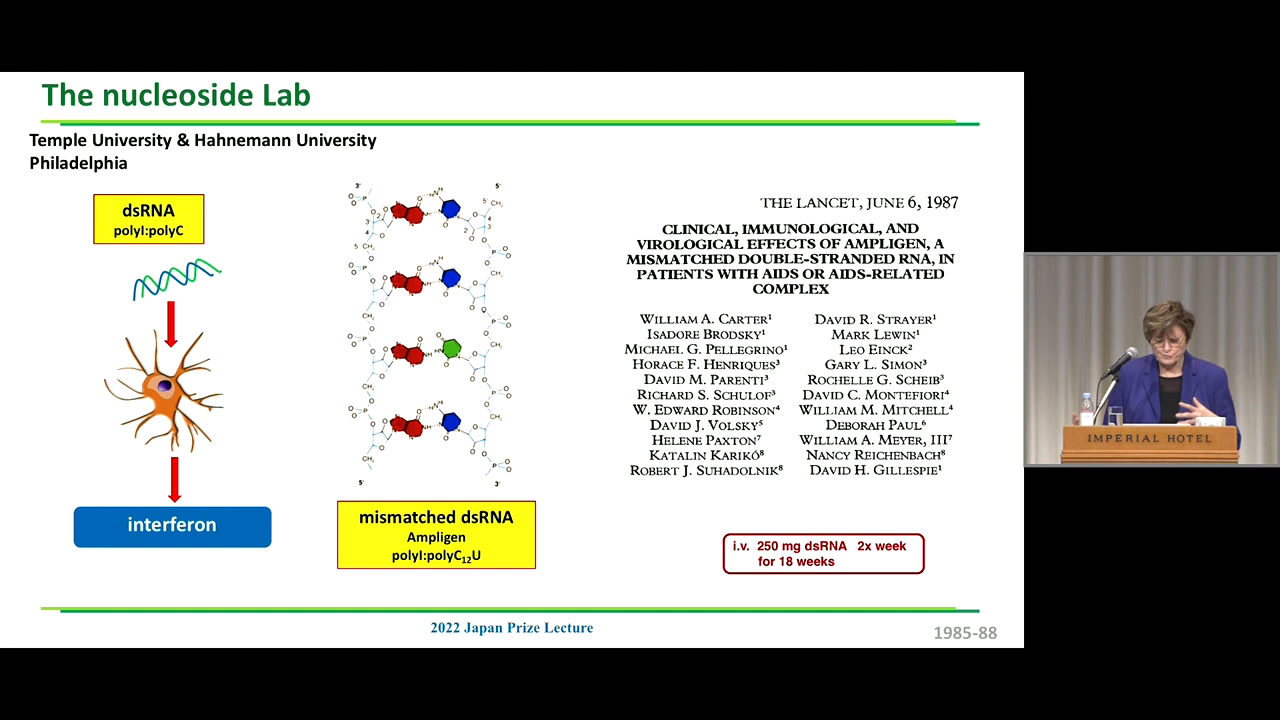 The nucleoside Lab
Temple University & Hahnemann University
Philadelphia
dsRNA
polyI:polyC
interferon
3'
5'
5'
3'
mismatched dsRNA
Ampligen
polyI:polyC12U
THE LANCET, JUNE 6, 1987
CLINICAL, IMMUNOLOGICAL, AND
VIROLOGICAL EFFECTS OF AMPLIGEN, A
MISMATCHED DOUBLE-STRANDED RNA, IN
PATIENTS WITH AIDS OR AIDS-RELATED
COMPLEX
WILLIAM A. CARTER¹ DAVID R. STRAYER¹
ISADORE BRODSKY¹ MARK LEWIN¹
MICHAEL G. PELLEGRINO¹ LEO EINCK²
HORACE F. HENRIQUES³ GARY L. SIMON³
DAVID M. PARENTI³ ROCHELLE G. SCHEIB³
RICHARD S. SCHULOF³ DAVID C. MONTEFIORI⁴
W. EDWARD ROBINSON⁴ WILLIAM M. MITCHELL⁴
DAVID J. VOLSKY⁵ DEBORAH PAUL⁶
HELENE PAXTON⁷ WILLIAM A. MEYER, III⁷
KATALIN KARIKÓ⁸ NANCY REICHENBACH⁸
ROBERT J. SUHADOLNIK⁸ DAVID H. GILLESPIE¹
i.v. 250 mg dsRNA 2x week
for 18 weeks
2022 Japan Prize Lecture
1985-88
IMPERIAL HOTEL